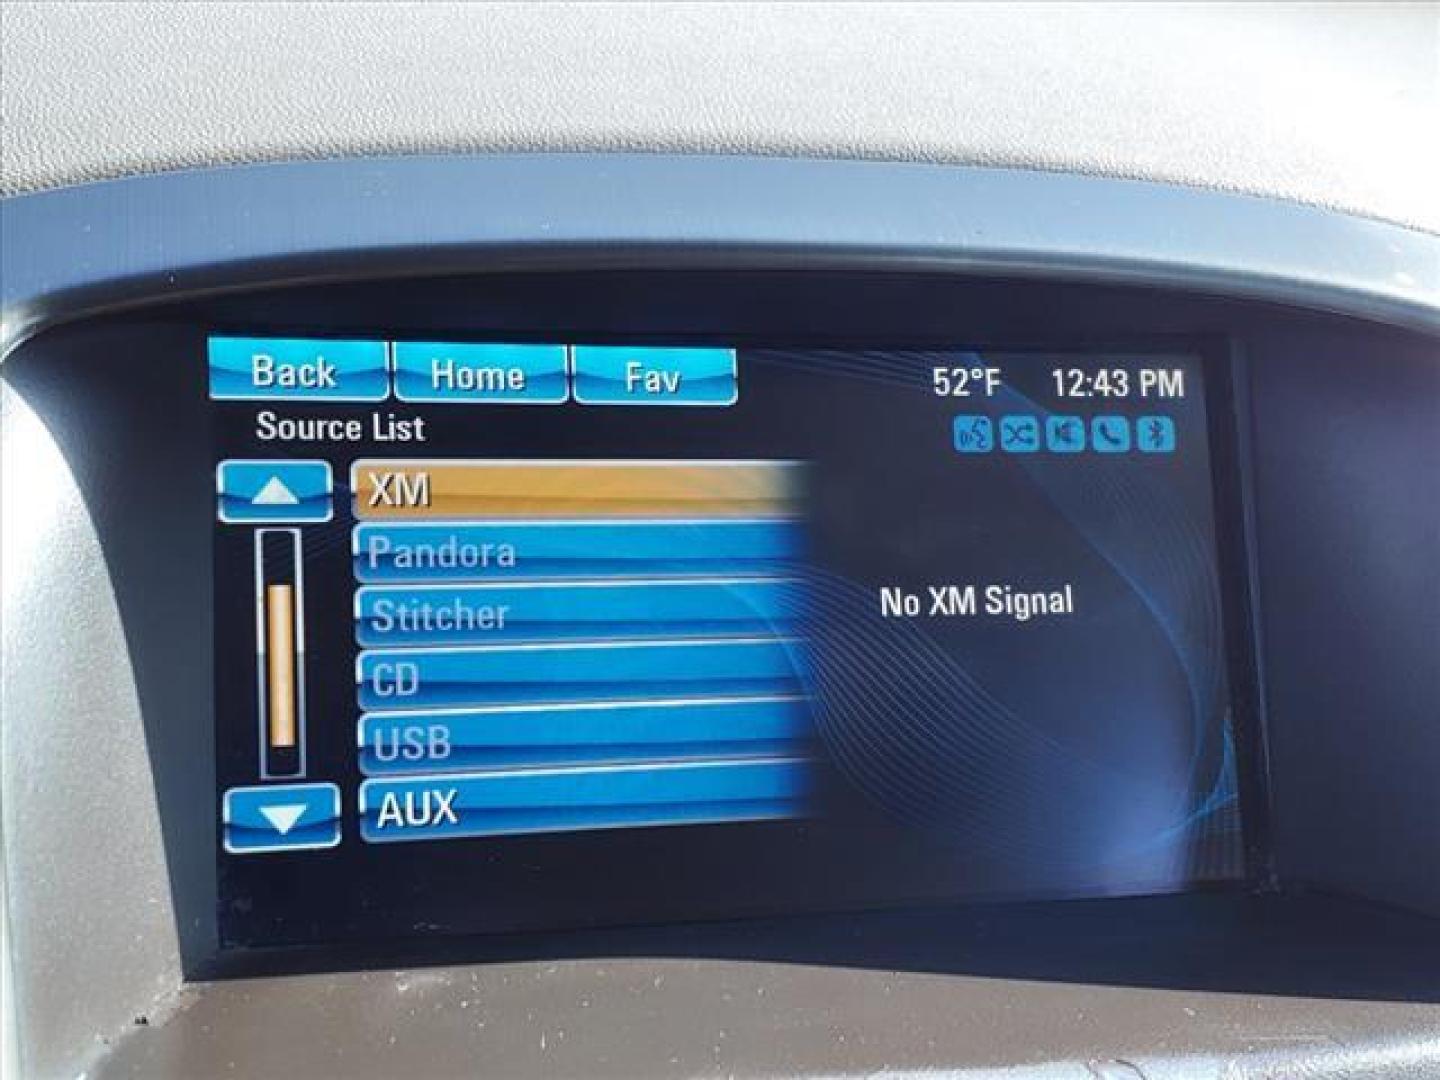 Back Home Fav 52°F 12:43 PM
Source List
XM
Pandora
Stitcher
No XM Signal
CD
USB
AUX